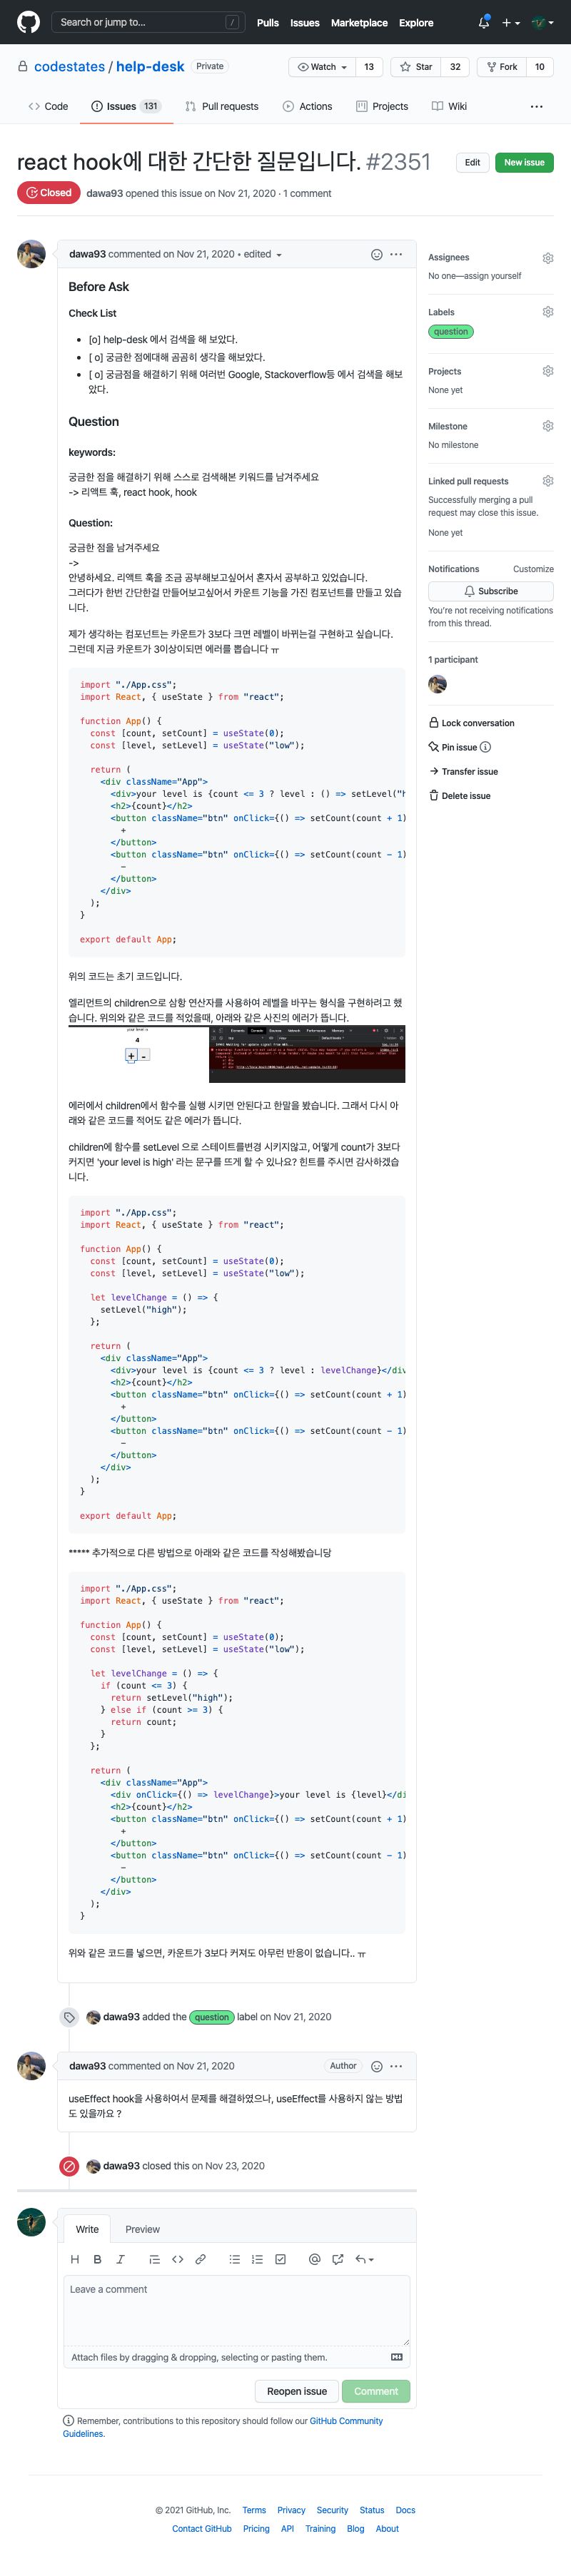 Search or jump to...
/
Pulls Issues Marketplace Explore
codestates / help-desk Private
Watch 13 Star 32 Fork 10
Code Issues 131 Pull requests Actions Projects Wiki ...
react hook에 대한 간단한 질문입니다. #2351
Edit New issue
Closed dawa93 opened this issue on Nov 21, 2020 · 1 comment
dawa93 commented on Nov 21, 2020 • edited
Before Ask
Check List
• [o] help-desk 에서 검색을 해 보았다.
• [ o] 궁금한 점에대해 곰곰히 생각을 해보았다.
• [ o] 궁금점을 해결하기 위해 여러번 Google, Stackoverflow등 에서 검색을 해보
았다.
Question
keywords:
궁금한 점을 해결하기 위해 스스로 검색해본 키워드를 남겨주세요
-> 리액트 훅, react hook, hook
Question:
궁금한 점을 남겨주세요
->
안녕하세요. 리액트 훅을 조금 공부해보고싶어서 혼자서 공부하고 있었습니다.
그러다가 한번 간단한걸 만들어보고싶어서 카운트 기능을 가진 컴포넌트를 만들고 있습
니다.
제가 생각하는 컴포넌트는 카운트가 3보다 크면 레벨이 바뀌는걸 구현하고 싶습니다.
그런데 지금 카운트가 3이상이되면 에러를 뽑습니다 ㅠ
import "./App.css";
import React, { useState } from "react";
function App() {
const [count, setCount] = useState(0);
const [level, setLevel] = useState("low");
return (
<div className="App">
<div>your level is {count <= 3 ? level : () => setLevel("h
<h2>{count}</h2>
<button className="btn" onClick={() => setCount(count + 1)
+
</button>
<button className="btn" onClick={() => setCount(count - 1)
-
</button>
</div>
);
}
export default App;
위의 코드는 초기 코드입니다.
엘리먼트의 children으로 삼항 연산자를 사용하여 레벨을 바꾸는 형식을 구현하려고 했
습니다. 위의와 같은 코드를 적었을때, 아래와 같은 사진의 에러가 뜹니다.
your level is
4
+ -
에러에서 children에서 함수를 실행 시키면 안된다고 한말을 봤습니다. 그래서 다시 아
래와 같은 코드를 적어도 같은 에러가 뜹니다.
children에 함수를 setLevel 으로 스테이트를변경 시키지않고, 어떻게 count가 3보다
커지면 'your level is high' 라는 문구를 뜨게 할 수 있나요? 힌트를 주시면 감사하겠습니
다.
import "./App.css";
import React, { useState } from "react";
function App() {
const [count, setCount] = useState(0);
const [level, setLevel] = useState("low");
let levelChange = () => {
setLevel("high");
};
return (
<div className="App">
<div>your level is {count <= 3 ? level : levelChange}</div
<h2>{count}</h2>
<button className="btn" onClick={() => setCount(count + 1)
+
</button>
<button className="btn" onClick={() => setCount(count - 1)
-
</button>
</div>
);
}
export default App;
***** 추가적으로 다른 방법으로 아래와 같은 코드를 작성해봤습니당
import "./App.css";
import React, { useState } from "react";
function App() {
const [count, setCount] = useState(0);
const [level, setLevel] = useState("low");
let levelChange = () => {
if (count <= 3) {
return setLevel("high");
} else if (count >= 3) {
return count;
}
};
return (
<div className="App">
<div onClick={() => levelChange}>your level is {level}</di
<h2>{count}</h2>
<button className="btn" onClick={() => setCount(count + 1)
+
</button>
<button className="btn" onClick={() => setCount(count - 1)
-
</button>
</div>
);
}
위와 같은 코드를 넣으면, 카운트가 3보다 커져도 아무런 반응이 없습니다.. ㅠ
dawa93 added the question label on Nov 21, 2020
dawa93 commented on Nov 21, 2020 Author
useEffect hook을 사용하여서 문제를 해결하였으나, useEffect를 사용하지 않는 방법
도 있을까요 ?
dawa93 closed this on Nov 23, 2020
Write Preview
Leave a comment
Attach files by dragging & dropping, selecting or pasting them.
Reopen issue Comment
Remember, contributions to this repository should follow our GitHub Community
Guidelines.
Assignees
No one—assign yourself
Labels
question
Projects
None yet
Milestone
No milestone
Linked pull requests
Successfully merging a pull
request may close this issue.
None yet
Notifications Customize
Subscribe
You're not receiving notifications
from this thread.
1 participant
Lock conversation
Pin issue
Transfer issue
Delete issue
© 2021 GitHub, Inc. Terms Privacy Security Status Docs
Contact GitHub Pricing API Training Blog About